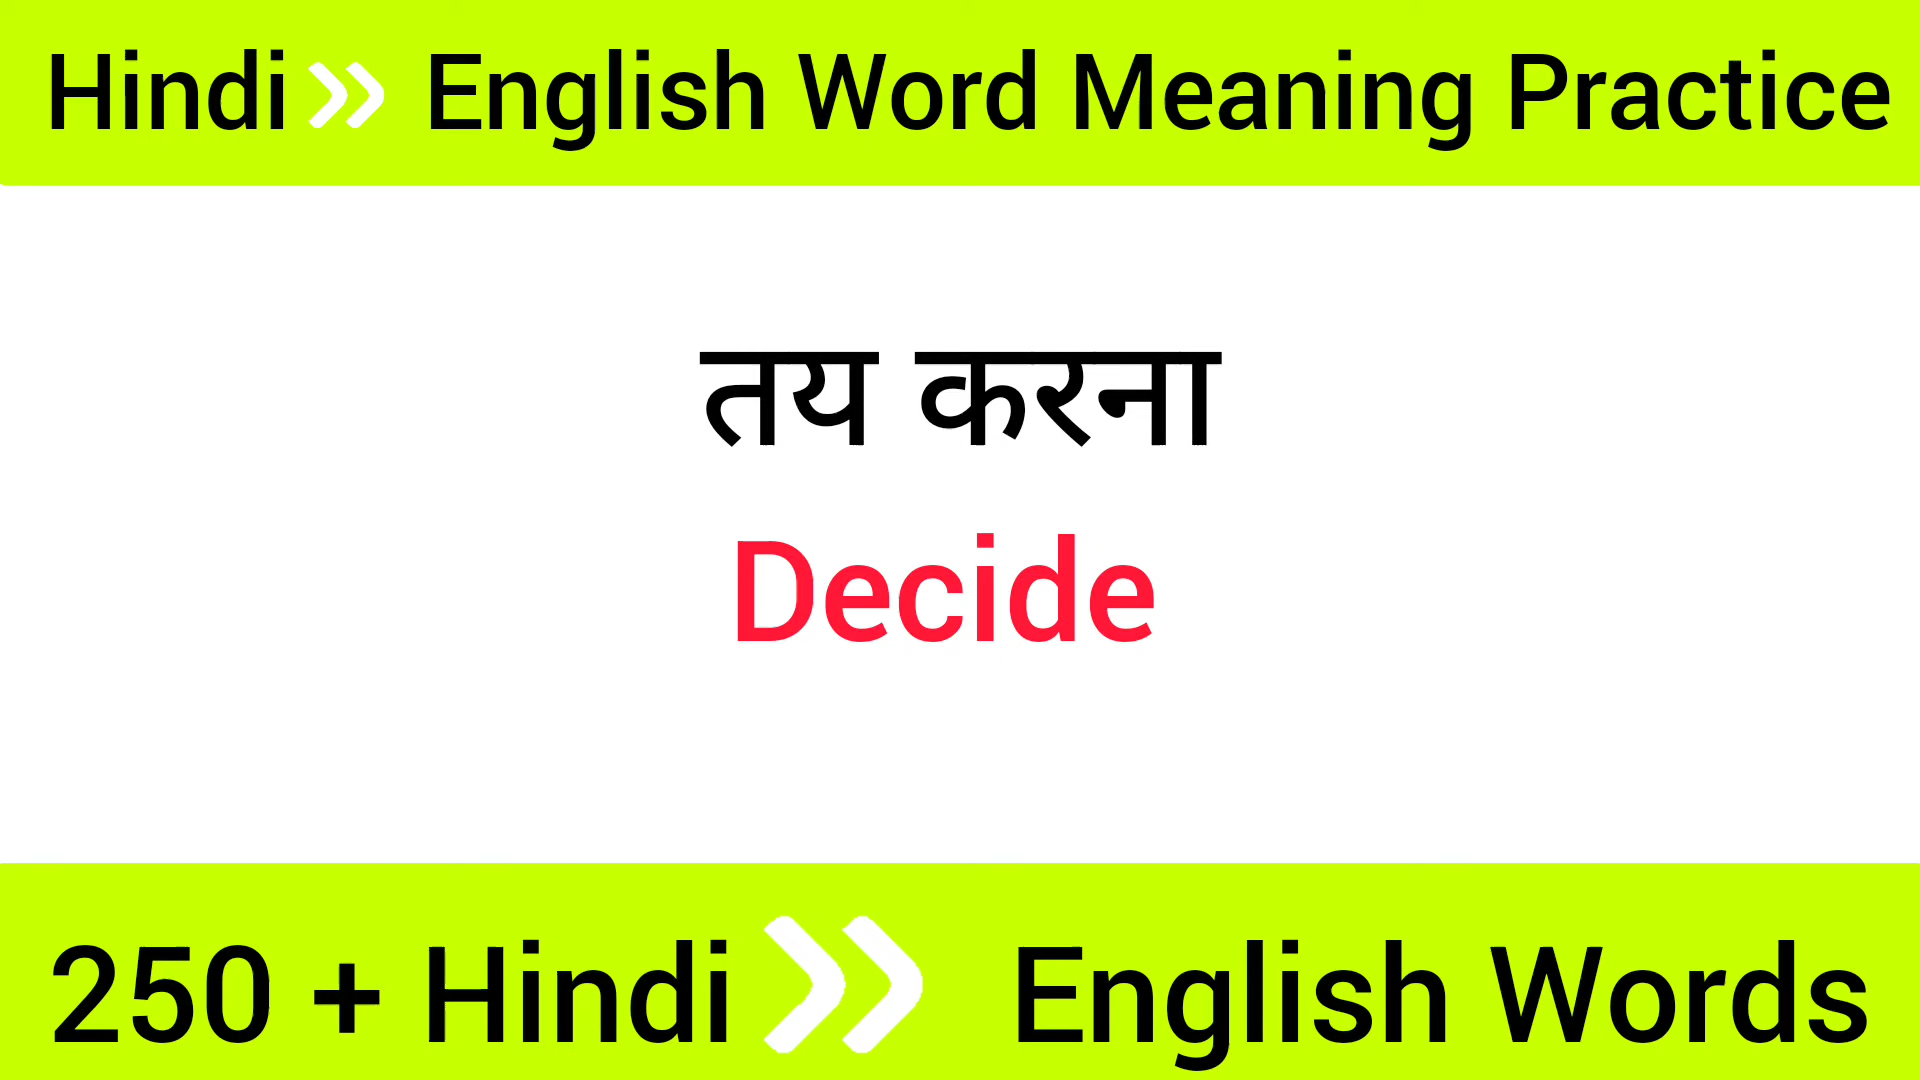 Hindi » English Word Meaning Practice
तय करना
Decide
250 + Hindi » English Words